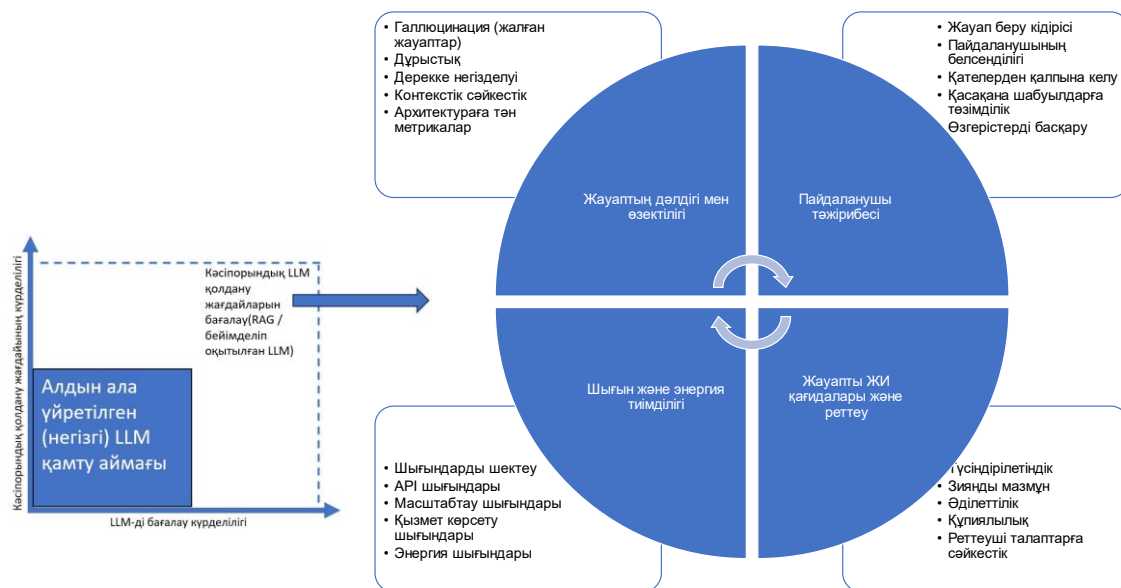 • Галлюцинация (жалған
жауаптар)
• Дұрыстық
• Дерекке негізделуі
• Контекстік сәйкестік
• Архитектураға тән
метрикалар
• Жауап беру кідірісі
• Пайдаланушының
белсенділігі
• Қателерден қалпына келу
• Қасақана шабуылдарға
төзімділік
• Өзгерістерді басқару
Жауаптың дәлдігі мен
өзектілігі
Пайдаланушы
тәжірибесі
Шығын және энергия
тиімділігі
Жауапты ЖИ
қағидалары және
реттеу
• Шығындарды шектеу
• API шығындары
• Масштабтау шығындары
• Қызмет көрсету
шығындары
• Энергия шығындары
• Түсіндірілетіндік
• Зиянды мазмұн
• Әділеттілік
• Құпиялылық
• Реттеуші талаптарға
сәйкестік
Кәсіпорындық қолдану жағдайының күрделілігі
Кәсіпорындық LLM
қолдану
жағдайларын
бағалау(RAG /
бейімделіп
оқытылған LLM)
Алдын ала
үйретілген
(негізгі) LLM
қамту аймағы
LLM-ді бағалау күрделілігі